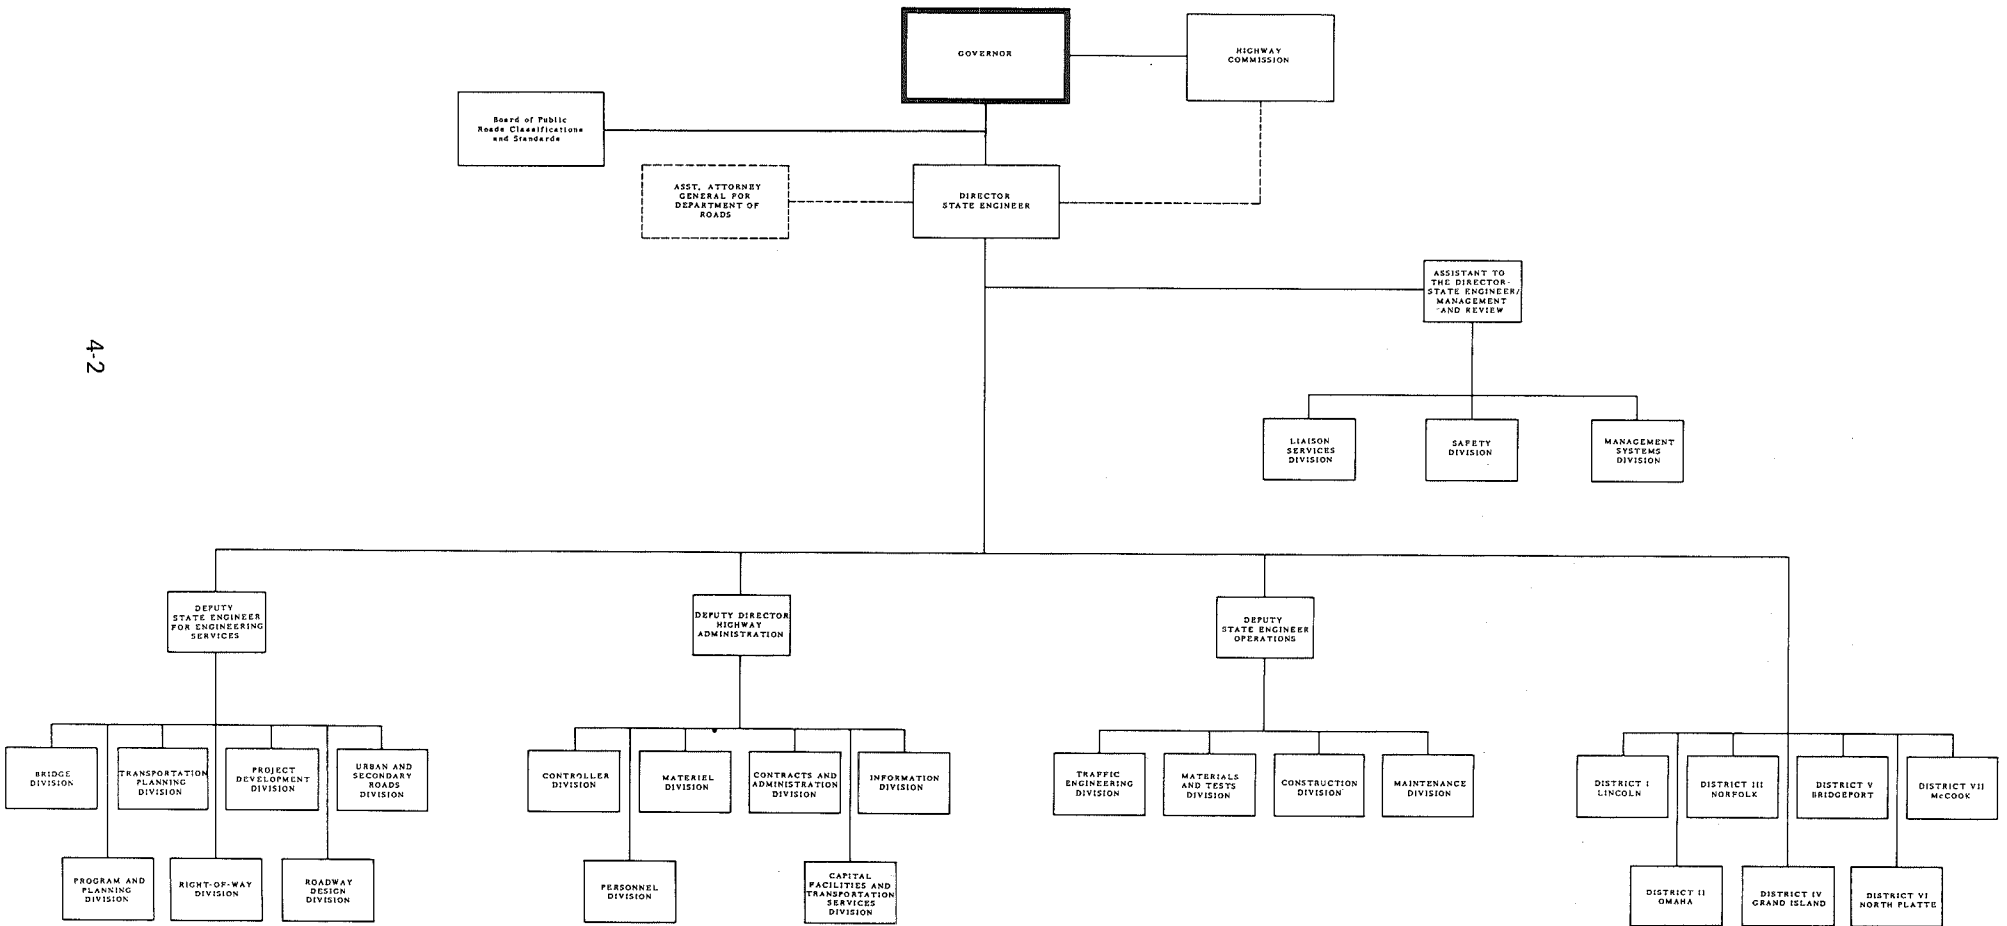 GOVERNOR
HIGHWAY
COMMISSION
Board of Public
Roads Classifications
and Standards
ASST. ATTORNEY
GENERAL FOR
DEPARTMENT OF
ROADS
DIRECTOR
STATE ENGINEER
ASSISTANT TO
THE DIRECTOR-
STATE ENGINEER/
MANAGEMENT
AND REVIEW
4-2
LIAISON
SERVICES
DIVISION
SAFETY
DIVISION
MANAGEMENT
SYSTEMS
DIVISION
DEPUTY
STATE ENGINEER
FOR ENGINEERING
SERVICES
DEPUTY DIRECTOR
HIGHWAY
ADMINISTRATION
DEPUTY
STATE ENGINEER
OPERATIONS
BRIDGE
DIVISION
TRANSPORTATION
PLANNING
DIVISION
PROJECT
DEVELOPMENT
DIVISION
URBAN AND
SECONDARY
ROADS
DIVISION
CONTROLLER
DIVISION
MATERIEL
DIVISION
CONTRACTS AND
ADMINISTRATION
DIVISION
INFORMATION
DIVISION
TRAFFIC
ENGINEERING
DIVISION
MATERIALS
AND TESTS
DIVISION
CONSTRUCTION
DIVISION
MAINTENANCE
DIVISION
DISTRICT I
LINCOLN
DISTRICT III
NORFOLK
DISTRICT V
BRIDGEPORT
DISTRICT VII
McCOOK
PROGRAM AND
PLANNING
DIVISION
RIGHT-OF-WAY
DIVISION
ROADWAY
DESIGN
DIVISION
PERSONNEL
DIVISION
CAPITAL
FACILITIES AND
TRANSPORTATION
SERVICES
DIVISION
DISTRICT II
OMAHA
DISTRICT IV
GRAND ISLAND
DISTRICT VI
NORTH PLATTE